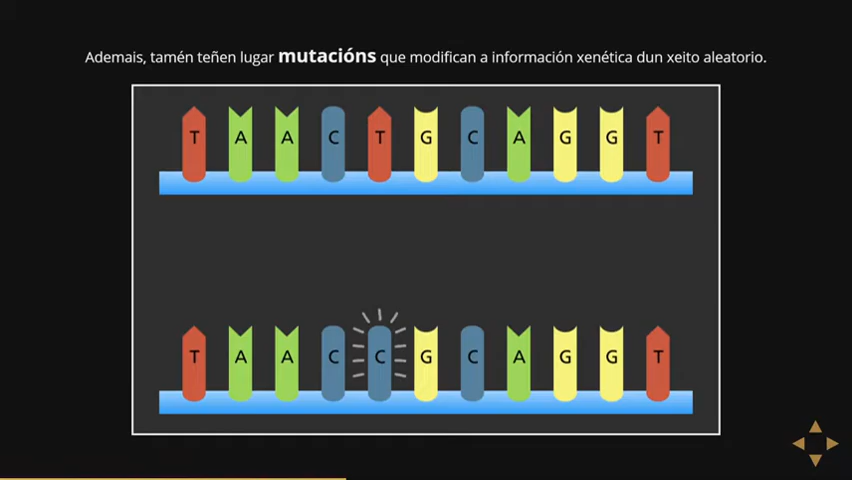 Ademais, tamén teñen lugar mutacións que modifican a información xenética dun xeito aleatorio.
T A A C T G C A G G T
T A A C C G C A G G T